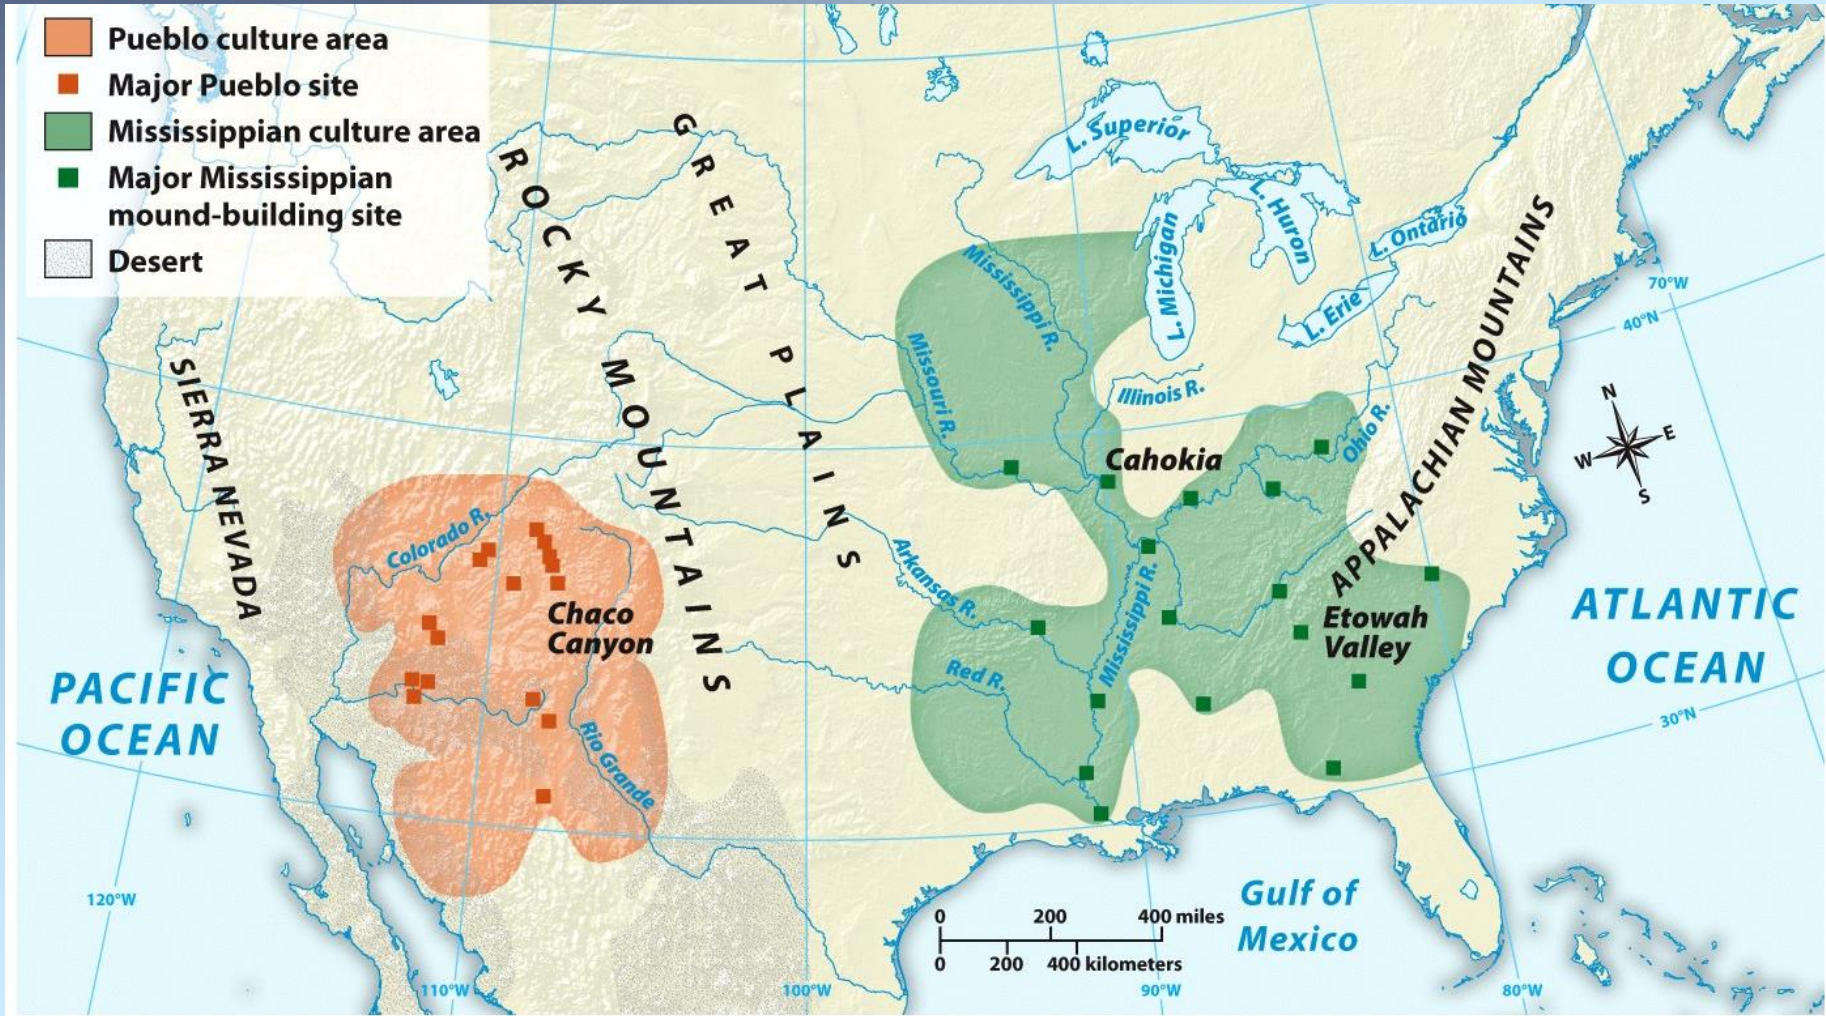 Pueblo culture area
Major Pueblo site
Mississippian culture area
Major Mississippian
mound-building site
Desert
ROCKY MOUNTAINS
GREAT PLAINS
SIERRA NEVADA
APPALACHIAN MOUNTAINS
L. Superior
L. Michigan
L. Huron
L. Ontario
L. Erie
Mississippi R.
Missouri R.
Illinois R.
Ohio R.
Cahokia
Colorado R.
Arkansas R.
Mississippi R.
Red R.
Rio Grande
Chaco
Canyon
Etowah
Valley
PACIFIC
OCEAN
ATLANTIC
OCEAN
Gulf of
Mexico
N
E
W
S
70°W
40°N
30°N
120°W
110°W
100°W
90°W
80°W
0 200 400 miles
0 200 400 kilometers